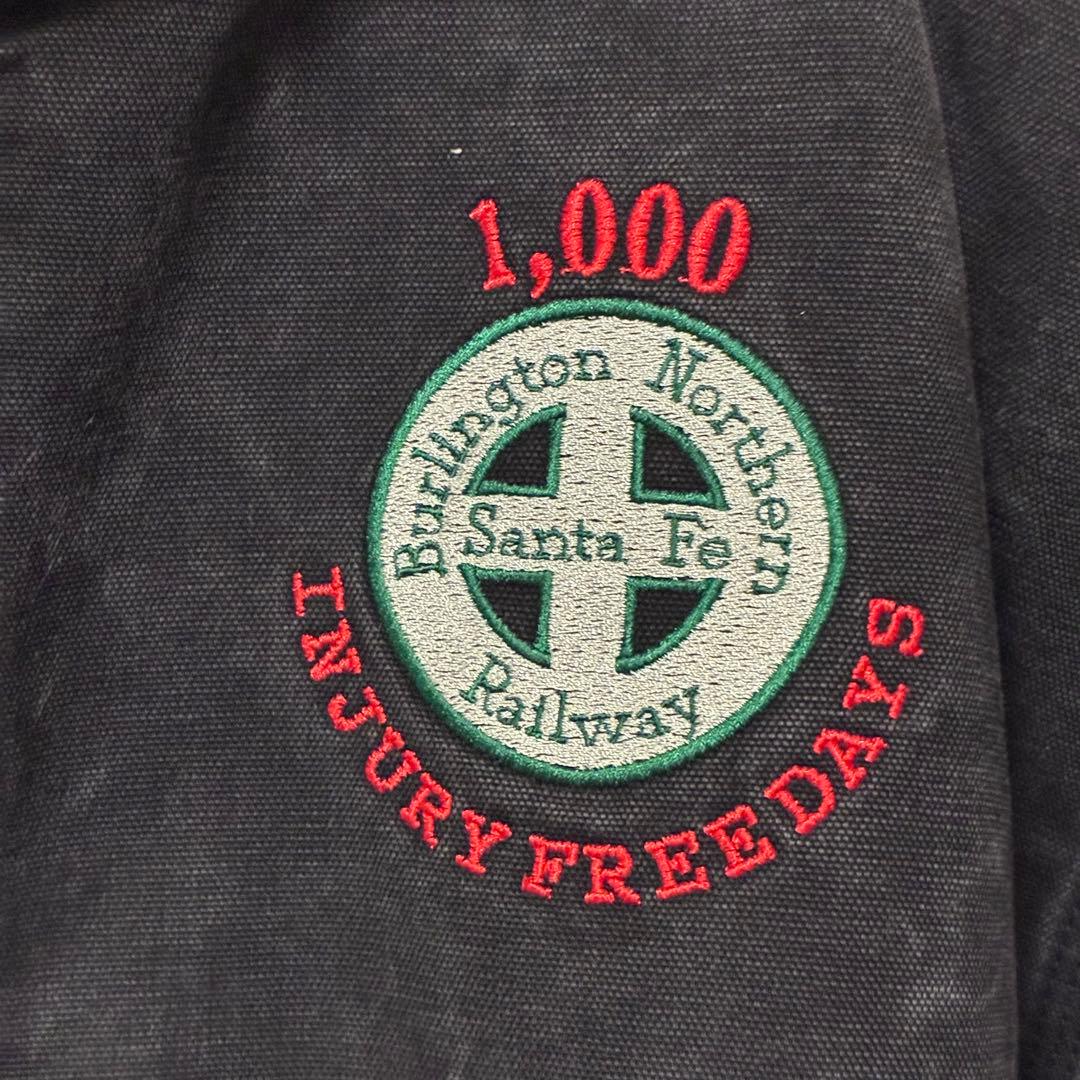 1,000
Burlington Northern
Santa Fe
Railway
INJURY FREE DAYS